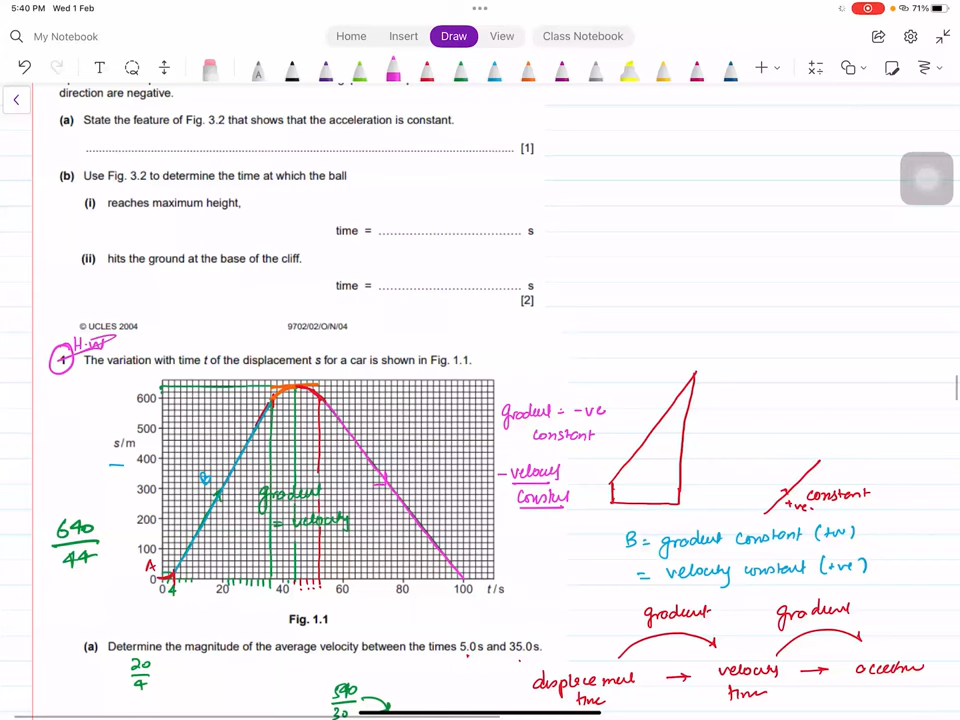 5:40 PM Wed 1 Feb
71%
My Notebook
Home Insert Draw View Class Notebook
direction are negative.
(a) State the feature of Fig. 3.2 that shows that the acceleration is constant.
[1]
(b) Use Fig. 3.2 to determine the time at which the ball
(i) reaches maximum height,
time = s
(ii) hits the ground at the base of the cliff.
time = s
[2]
© UCLES 2004 9702/02/O/N/04
H.W
1 The variation with time t of the displacement s for a car is shown in Fig. 1.1.
600
500
s/m
400
300
200
100
0
0 20 40 60 80 100 t/s
A
B
4
gradient
= velocity
640
44
gradient = -ve
constant
- velocity
constant
+ve. constant
B = gradient constant (+ve)
= velocity constant (+ve)
Fig. 1.1
gradient gradient
(a) Determine the magnitude of the average velocity between the times 5.0s and 35.0s.
20
4
displacement → velocity →
time time
590
30